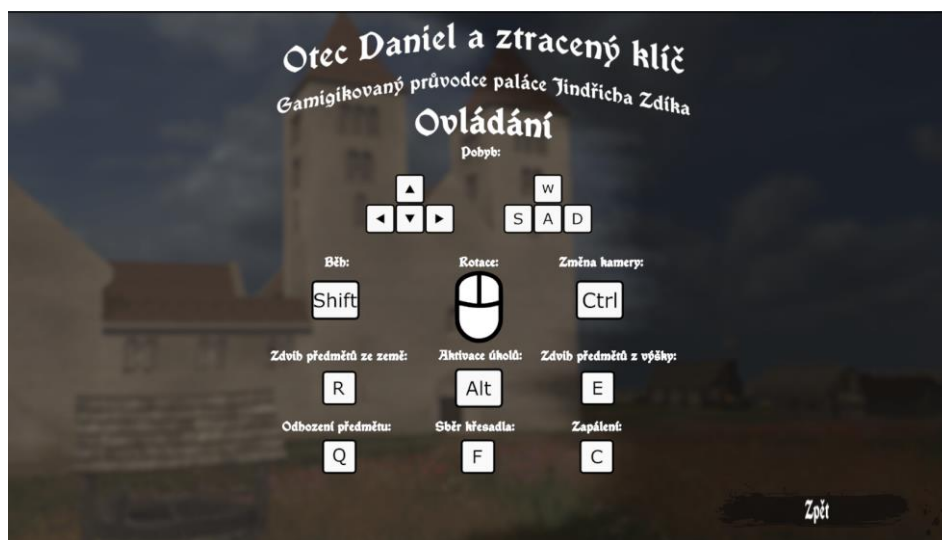 Otec Daniel a ztracený klíč
Gamigikovaný průvodce paláce Jindřicha Zdíka
Ovládání
Pohyb:
W
S A D
Běh: Rotace: Změna kamery:
Shift Ctrl
Zdvih předmětů ze země: Aktivace úkolů: Zdvih předmětů z výšky:
R Alt E
Odhození předmětu: Sběr křesadla: Zapálení:
Q F C
Zpět